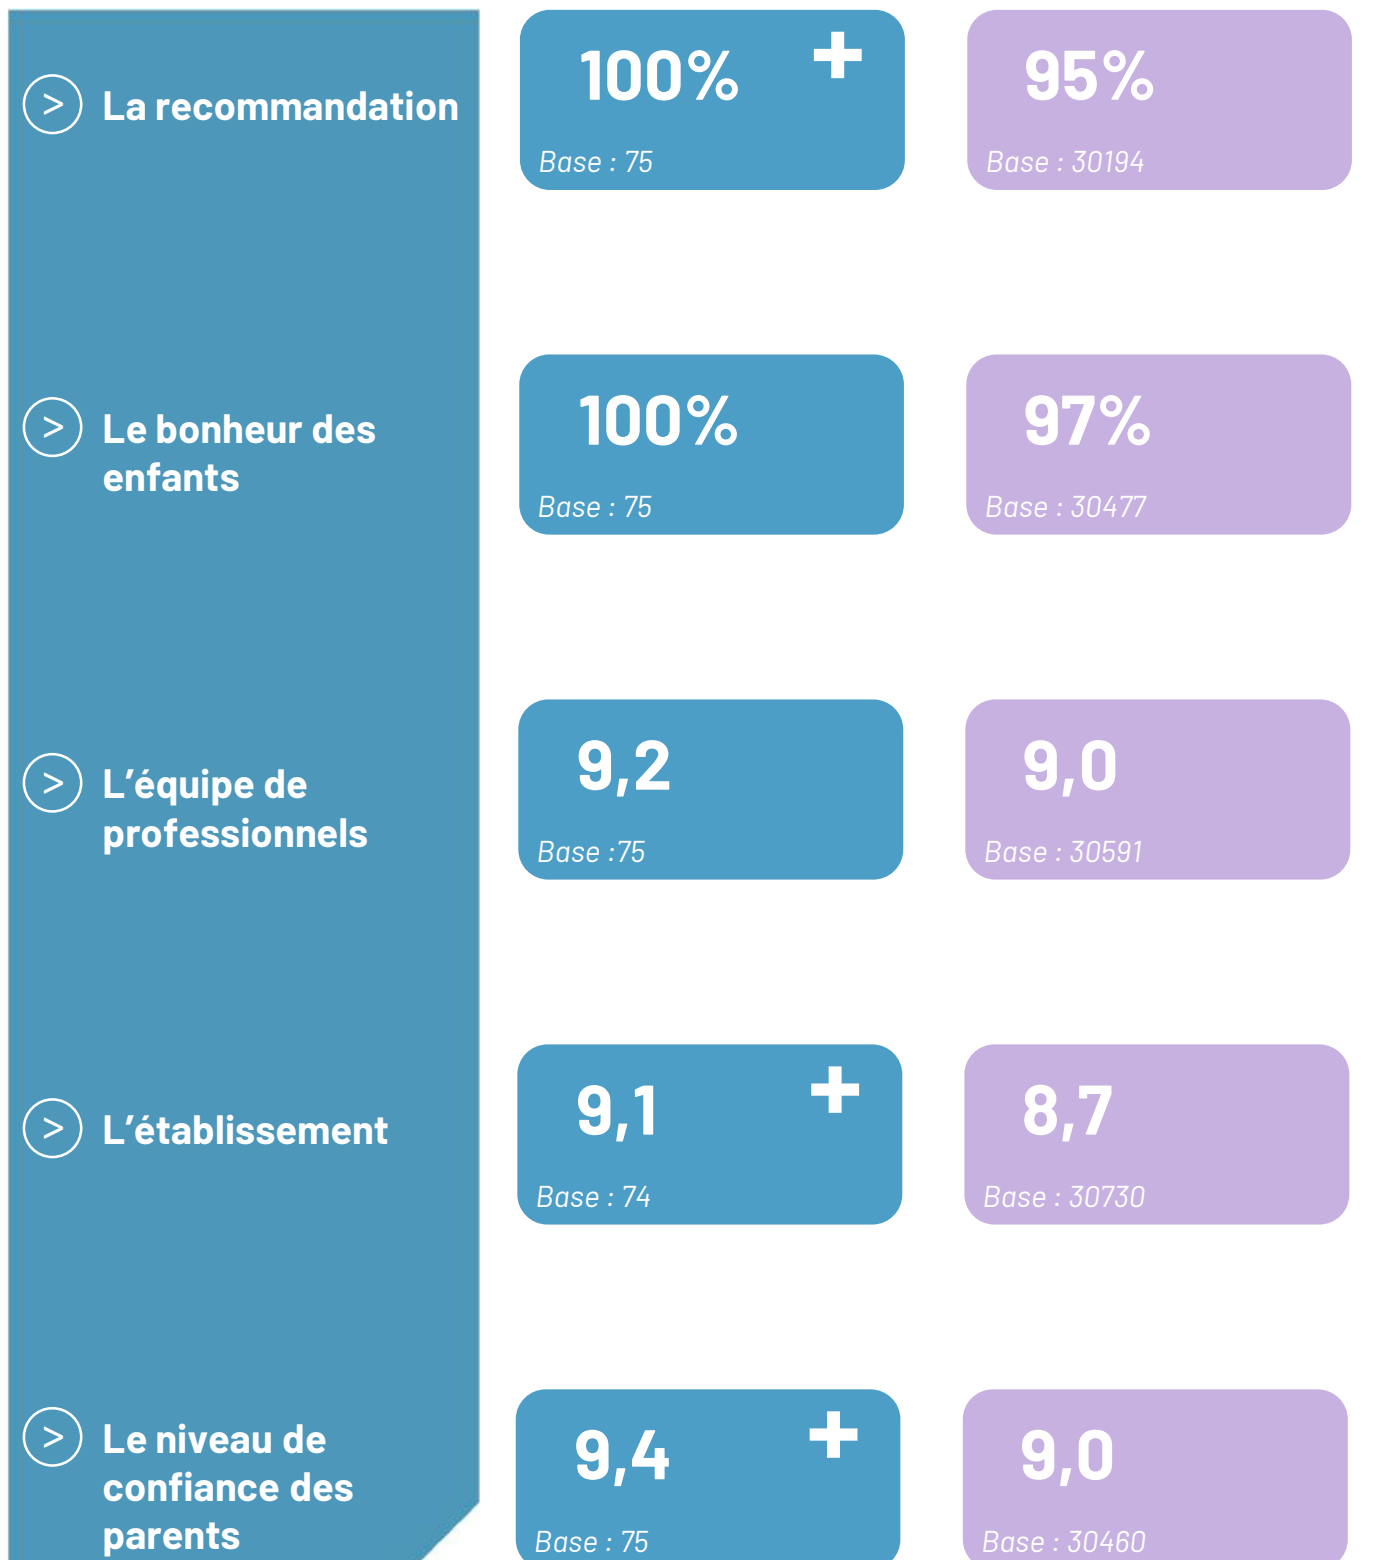 > La recommandation
100% +
Base : 75
95%
Base : 30194
> Le bonheur des
enfants
100%
Base : 75
97%
Base : 30477
> L’équipe de
professionnels
9,2
Base :75
9,0
Base : 30591
> L’établissement
9,1 +
Base : 74
8,7
Base : 30730
> Le niveau de
confiance des
parents
9,4 +
Base : 75
9,0
Base : 30460